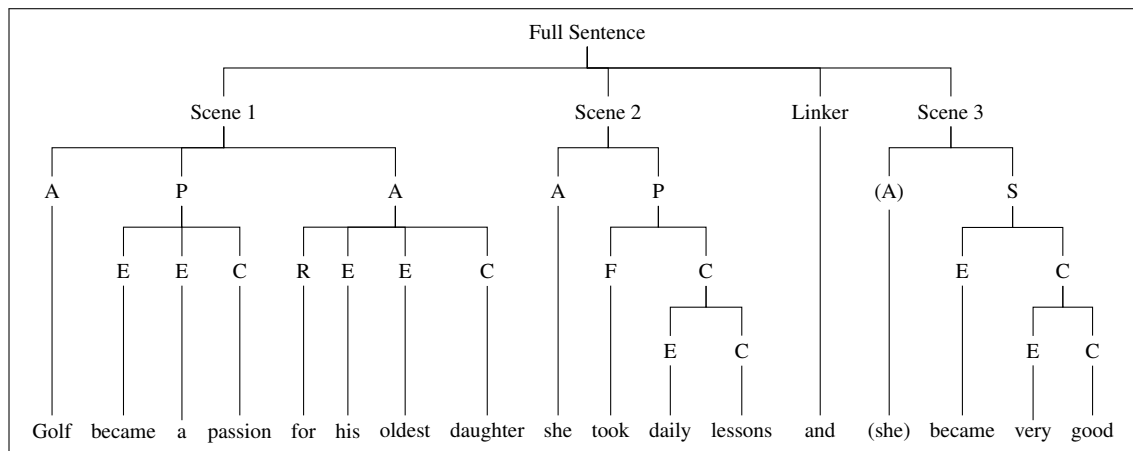 Full Sentence
Scene 1 Scene 2 Linker Scene 3
A P A A P (A) S
E E C R E E C F C E C
E C E C
Golf became a passion for his oldest daughter she took daily lessons and (she) became very good